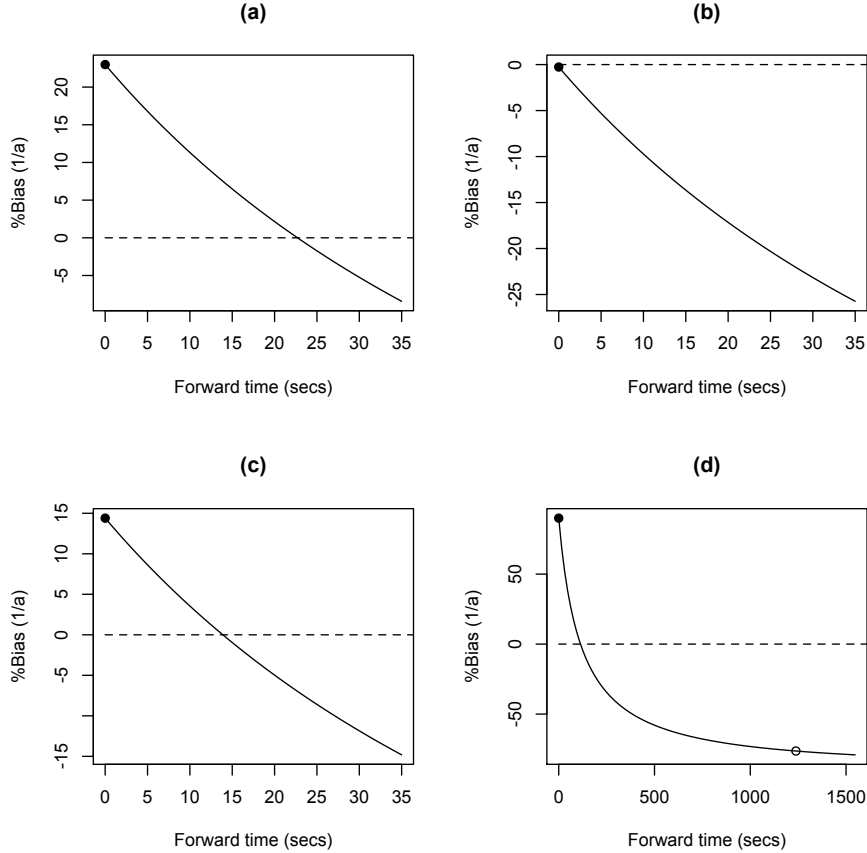 (a)
%Bias (1/a)
20
15
10
5
0
-5
0 5 10 15 20 25 30 35
Forward time (secs)
(b)
%Bias (1/a)
0
-5
-10
-15
-20
-25
0 5 10 15 20 25 30 35
Forward time (secs)
(c)
%Bias (1/a)
15
10
5
0
-5
-15
0 5 10 15 20 25 30 35
Forward time (secs)
(d)
%Bias (1/a)
50
0
-50
0 500 1000 1500
Forward time (secs)